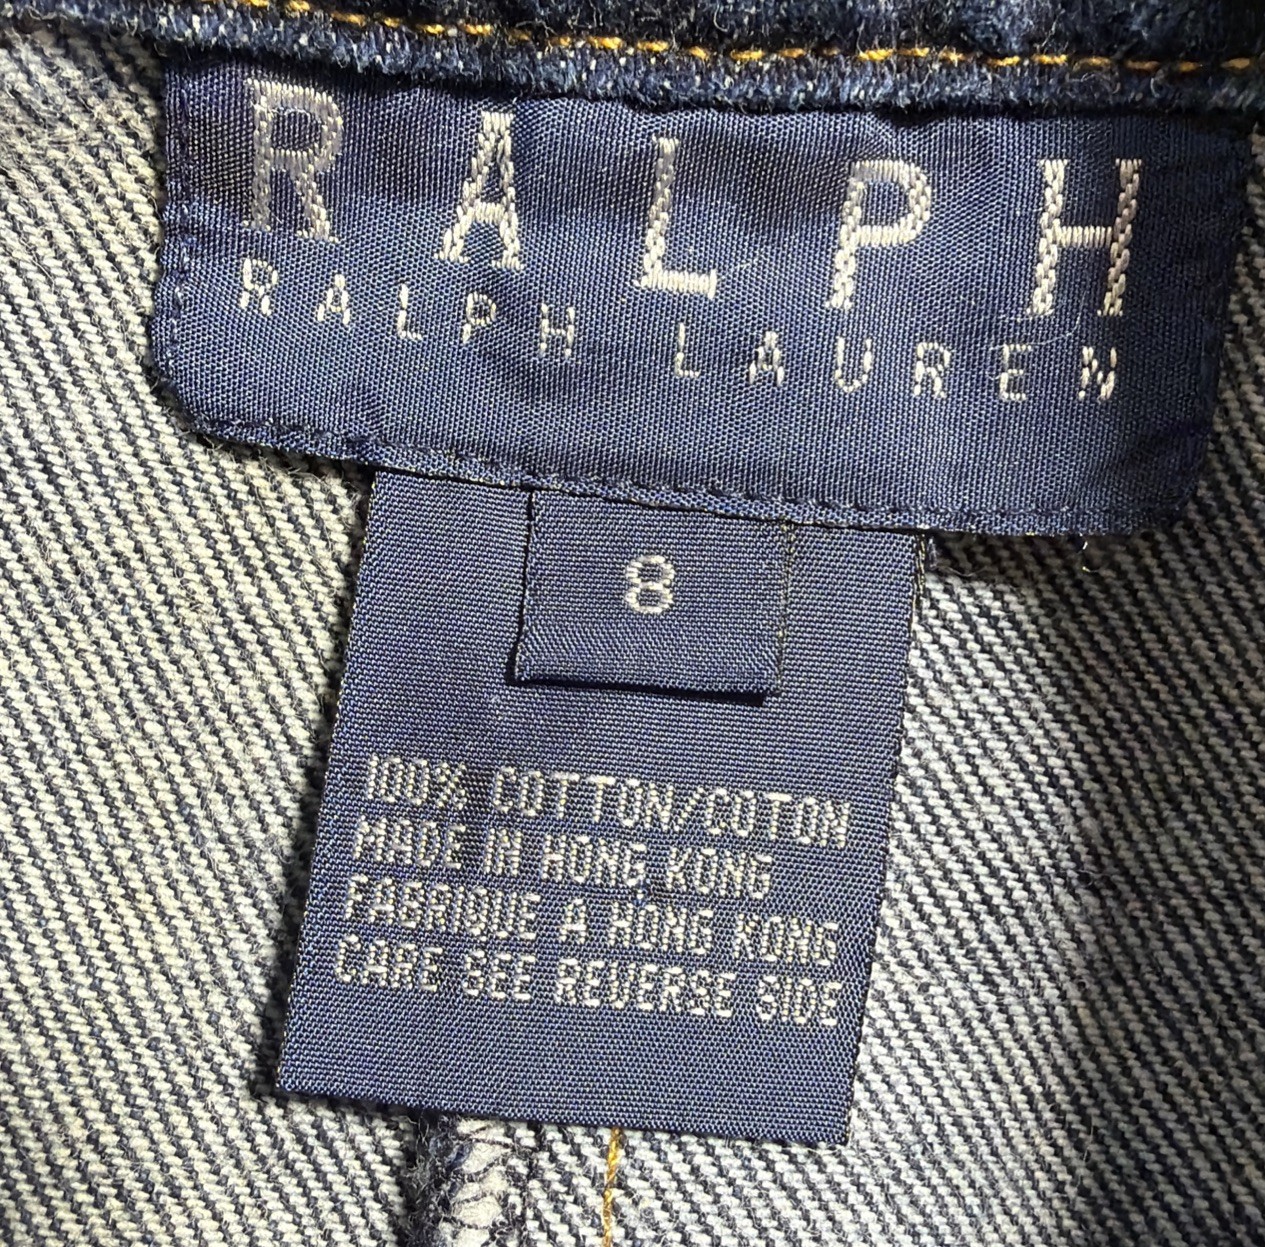 RALPH
RALPH LAUREN
8
100% COTTON/COTON
MADE IN HONG KONG
FABRIQUE A HONG KONG
CARE SEE REVERSE SIDE